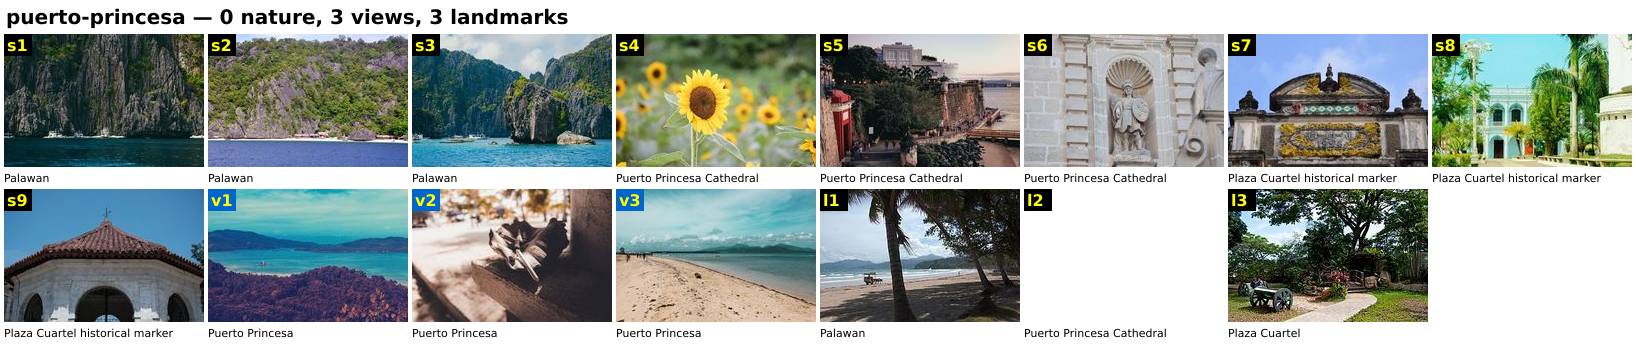 puerto-princesa — 0 nature, 3 views, 3 landmarks
s1
s2
s3
s4
s5
s6
s7
s8
Palawan
Palawan
Palawan
Puerto Princesa Cathedral
Puerto Princesa Cathedral
Puerto Princesa Cathedral
Plaza Cuartel historical marker
Plaza Cuartel historical marker
s9
v1
v2
v3
l1
l2
l3
Plaza Cuartel historical marker
Puerto Princesa
Puerto Princesa
Puerto Princesa
Palawan
Puerto Princesa Cathedral
Plaza Cuartel